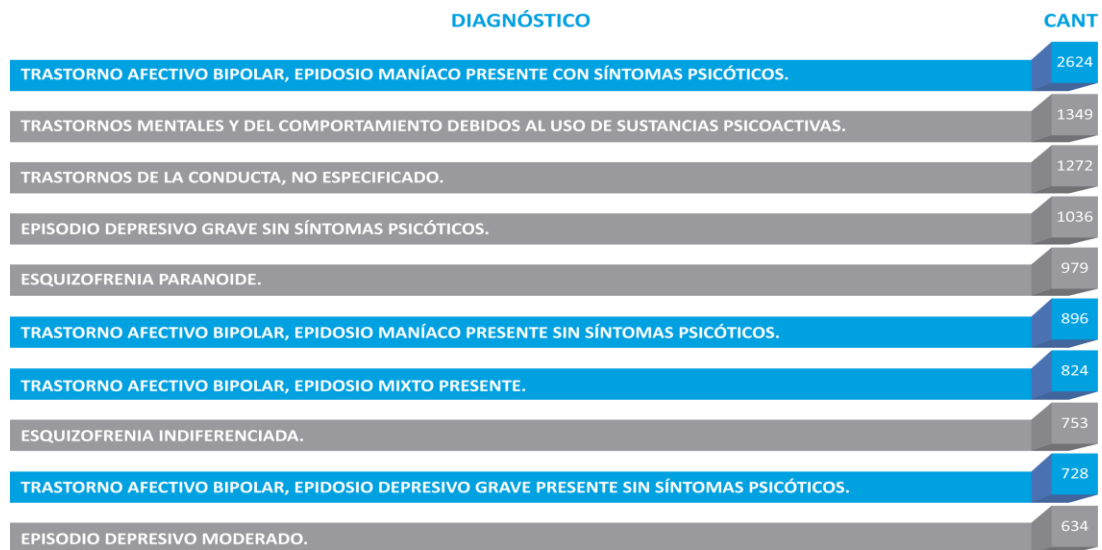 DIAGNÓSTICO CANT
TRASTORNO AFECTIVO BIPOLAR, EPIDOSIO MANÍACO PRESENTE CON SÍNTOMAS PSICÓTICOS. 2624
TRASTORNOS MENTALES Y DEL COMPORTAMIENTO DEBIDOS AL USO DE SUSTANCIAS PSICOACTIVAS. 1349
TRASTORNOS DE LA CONDUCTA, NO ESPECIFICADO. 1272
EPISODIO DEPRESIVO GRAVE SIN SÍNTOMAS PSICÓTICOS. 1036
ESQUIZOFRENIA PARANOIDE. 979
TRASTORNO AFECTIVO BIPOLAR, EPIDOSIO MANÍACO PRESENTE SIN SÍNTOMAS PSICÓTICOS. 896
TRASTORNO AFECTIVO BIPOLAR, EPIDOSIO MIXTO PRESENTE. 824
ESQUIZOFRENIA INDIFERENCIADA. 753
TRASTORNO AFECTIVO BIPOLAR, EPIDOSIO DEPRESIVO GRAVE PRESENTE SIN SÍNTOMAS PSICÓTICOS. 728
EPISODIO DEPRESIVO MODERADO. 634